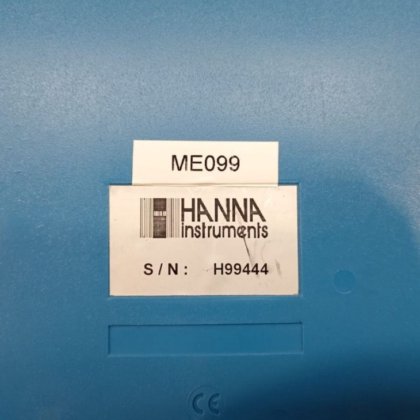 ME099
HANNA
instruments
S / N : H99444
CE